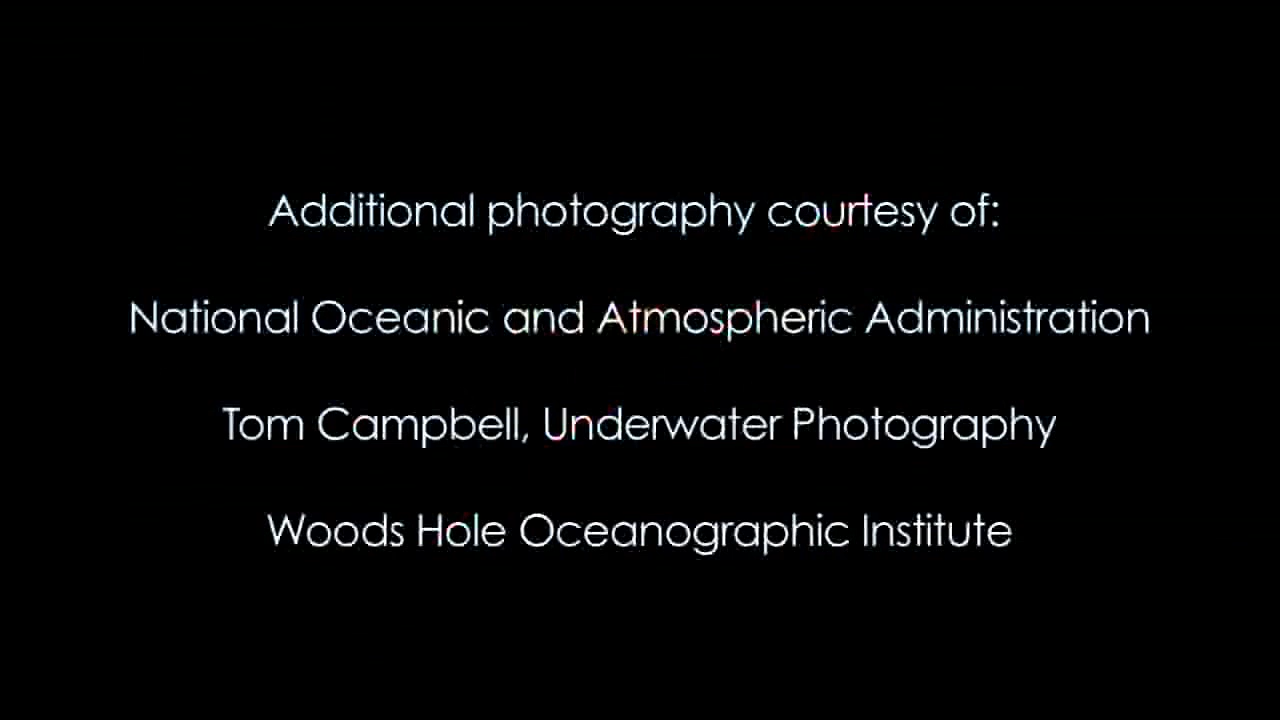 Additional photography courtesy of:
National Oceanic and Atmospheric Administration
Tom Campbell, Underwater Photography
Woods Hole Oceanographic Institute